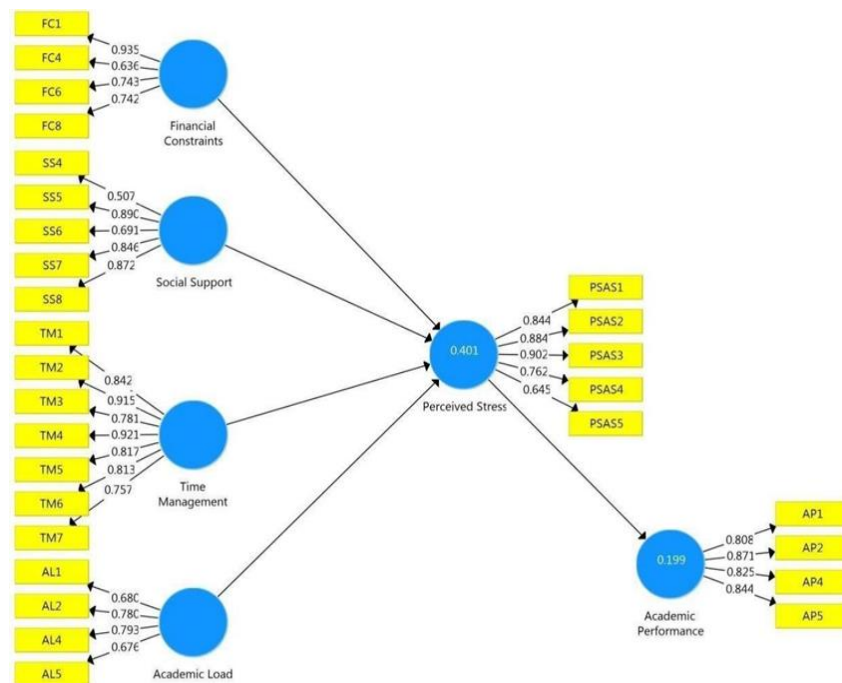 FC1
0.935
FC4
0.636
FC6
0.743
FC8
0.742
Financial
Constraints
SS4
0.507
SS5
0.890
SS6
0.691
SS7
0.846
SS8
0.872
Social Support
TM1
0.842
TM2
0.915
TM3
0.781
TM4
0.921
TM5
0.817
TM6
0.813
TM7
0.757
Time
Management
AL1
0.680
AL2
0.780
AL4
0.793
AL5
0.676
Academic Load
0.401
Perceived Stress
PSAS1
0.844
PSAS2
0.884
PSAS3
0.902
PSAS4
0.762
PSAS5
0.645
0.199
Academic
Performance
AP1
0.808
AP2
0.871
AP4
0.825
AP5
0.844